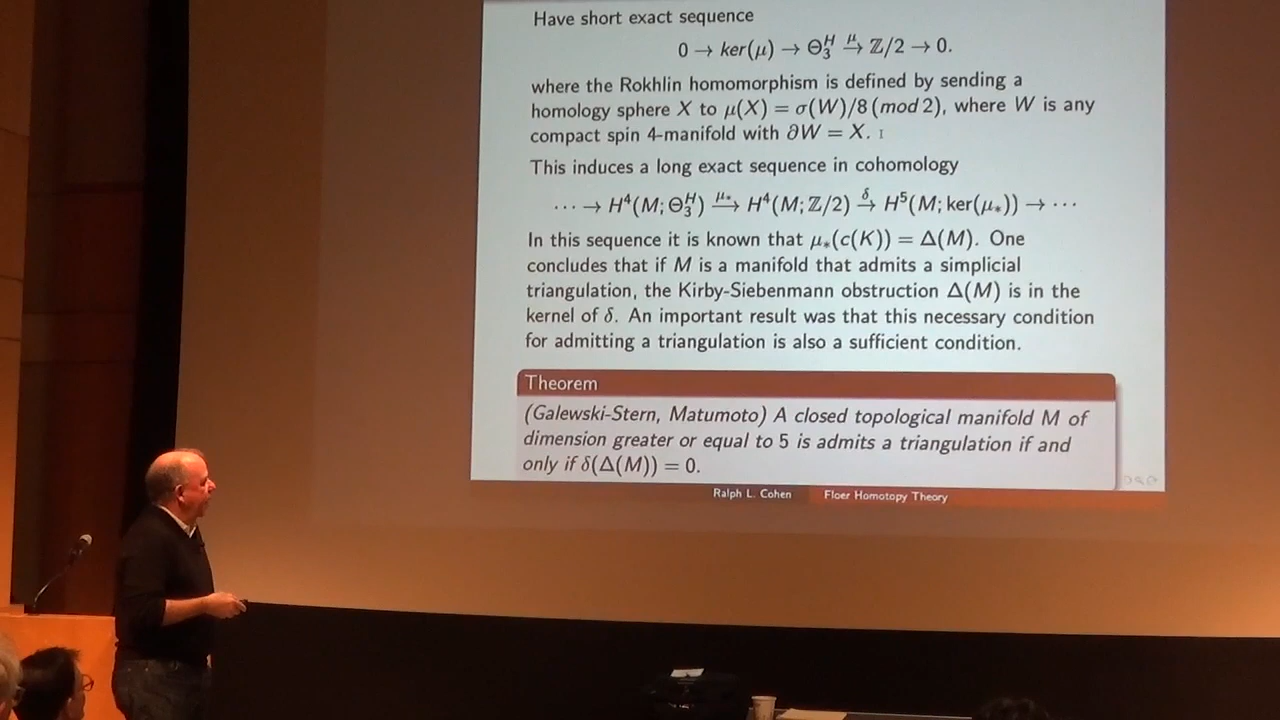 Have short exact sequence
0 → ker(μ) → Θ₃ᴴ →^μ ℤ/2 → 0.
where the Rokhlin homomorphism is defined by sending a
homology sphere X to μ(X) = σ(W)/8 (mod 2), where W is any
compact spin 4-manifold with ∂W = X.
This induces a long exact sequence in cohomology
⋯ → H⁴(M; Θ₃ᴴ) →^μ* H⁴(M; ℤ/2) →^δ H⁵(M; ker(μ*)) → ⋯
In this sequence it is known that μ*(c(K)) = Δ(M). One
concludes that if M is a manifold that admits a simplicial
triangulation, the Kirby-Siebenmann obstruction Δ(M) is in the
kernel of δ. An important result was that this necessary condition
for admitting a triangulation is also a sufficient condition.
Theorem
(Galewski-Stern, Matumoto) A closed topological manifold M of
dimension greater or equal to 5 is admits a triangulation if and
only if δ(Δ(M)) = 0.
Ralph L. Cohen Floer Homotopy Theory